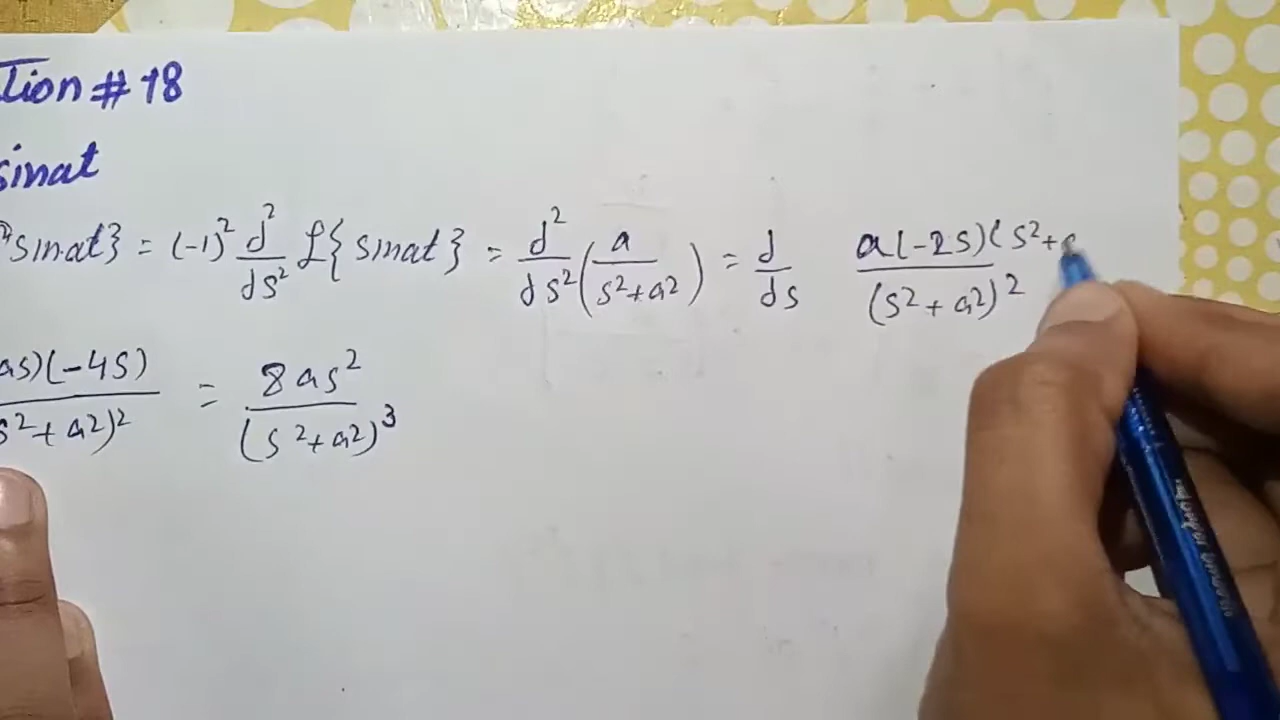 tion # 18
sinat
sinat} = (-1)² d²/ds² ℒ{sinat} = d²/ds² (a/(s²+a²)) = d/ds a(-2s)(s²+a/(s²+a²)²
as)(-4s)/s²+a²)² = 8as²/(s²+a²)³